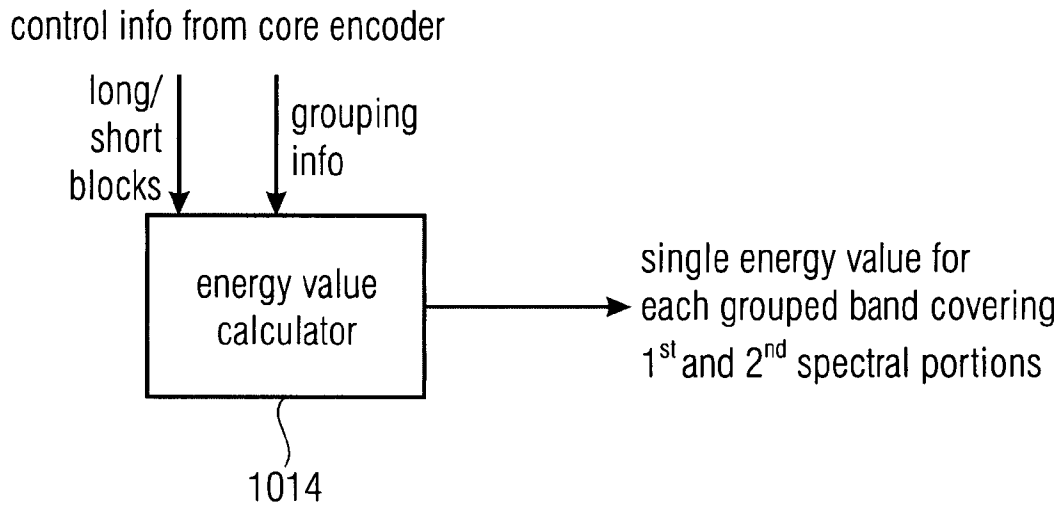 control info from core encoder
long/
short
blocks
grouping
info
energy value
calculator
single energy value for
each grouped band covering
1st and 2nd spectral portions
1014